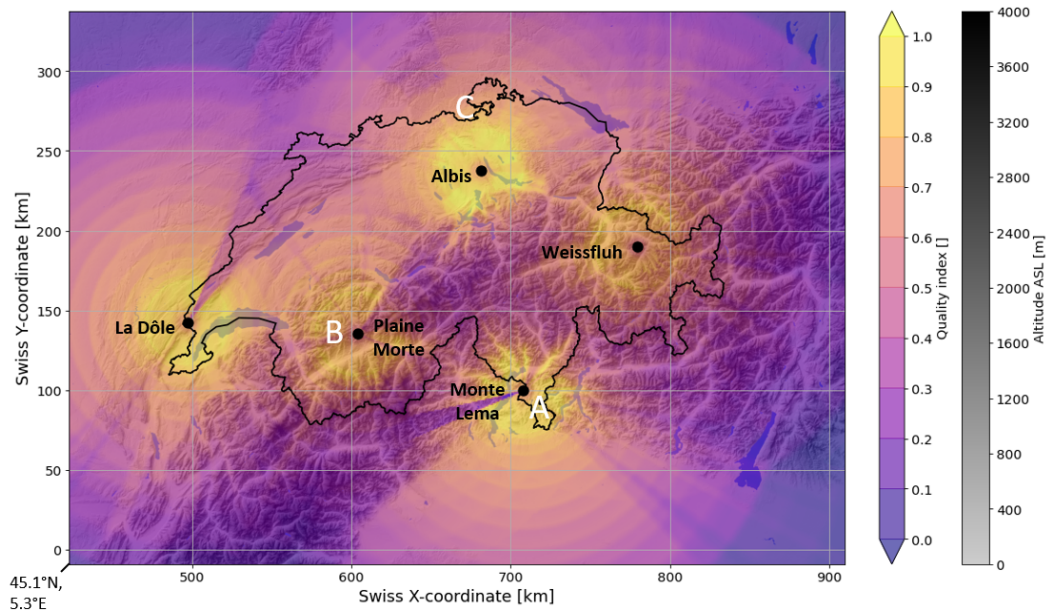 300
250
200
150
100
50
0
500
600
700
800
900
Swiss Y-coordinate [km]
Swiss X-coordinate [km]
45.1°N,
5.3°E
C
Albis
Weissfluh
La Dôle
B
Plaine
Morte
Monte
Lema
A
1.0
0.9
0.8
0.7
0.6
0.5
0.4
0.3
0.2
0.1
0.0
Quality index []
4000
3600
3200
2800
2400
2000
1600
1200
800
400
0
Altitude ASL [m]